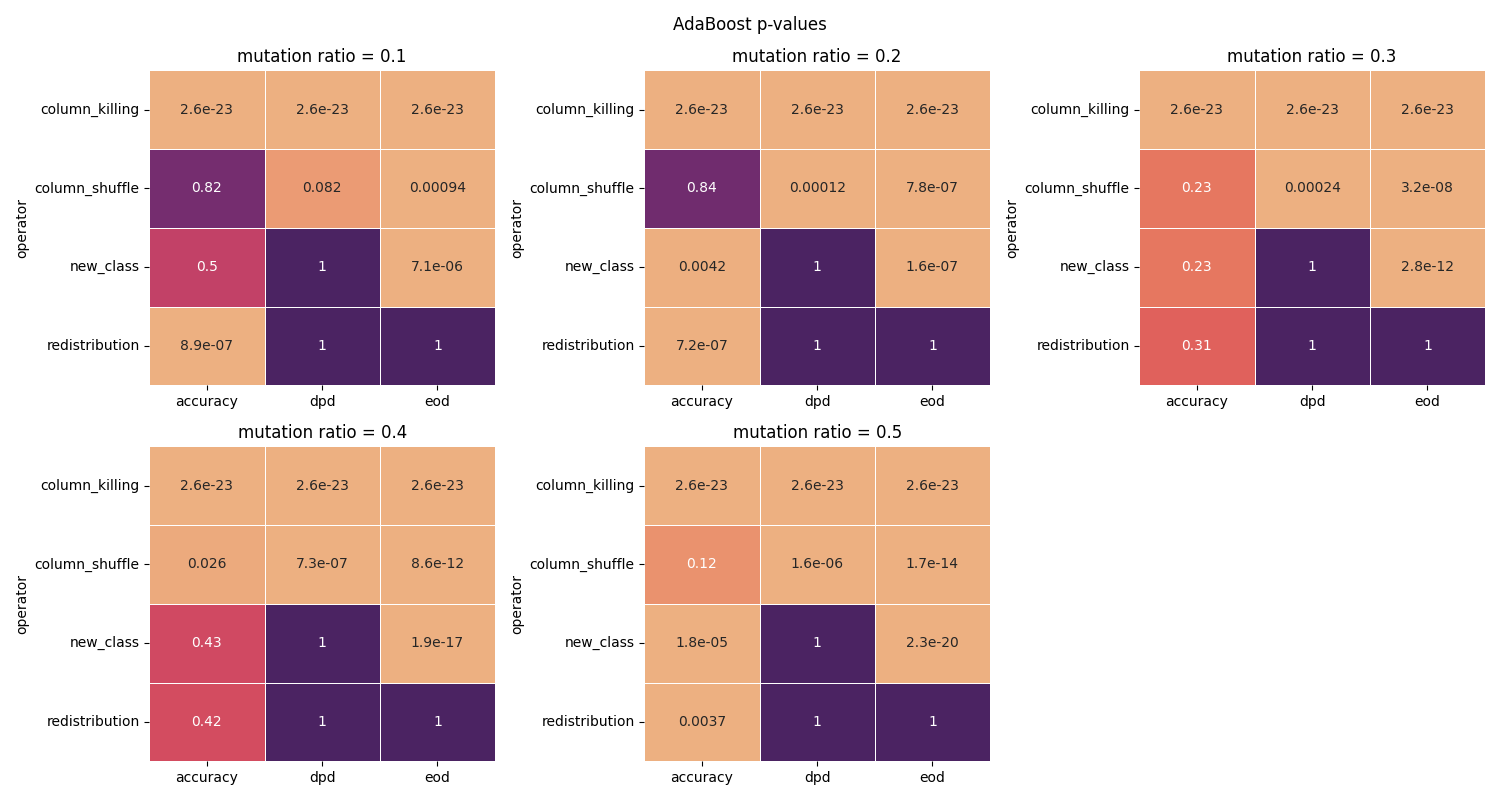 AdaBoost p-values
mutation ratio = 0.1
operator
column_killing 2.6e-23 2.6e-23 2.6e-23
column_shuffle 0.82 0.082 0.00094
new_class 0.5 1 7.1e-06
redistribution 8.9e-07 1 1
accuracy dpd eod
mutation ratio = 0.2
operator
column_killing 2.6e-23 2.6e-23 2.6e-23
column_shuffle 0.84 0.00012 7.8e-07
new_class 0.0042 1 1.6e-07
redistribution 7.2e-07 1 1
accuracy dpd eod
mutation ratio = 0.3
operator
column_killing 2.6e-23 2.6e-23 2.6e-23
column_shuffle 0.23 0.00024 3.2e-08
new_class 0.23 1 2.8e-12
redistribution 0.31 1 1
accuracy dpd eod
mutation ratio = 0.4
operator
column_killing 2.6e-23 2.6e-23 2.6e-23
column_shuffle 0.026 7.3e-07 8.6e-12
new_class 0.43 1 1.9e-17
redistribution 0.42 1 1
accuracy dpd eod
mutation ratio = 0.5
operator
column_killing 2.6e-23 2.6e-23 2.6e-23
column_shuffle 0.12 1.6e-06 1.7e-14
new_class 1.8e-05 1 2.3e-20
redistribution 0.0037 1 1
accuracy dpd eod